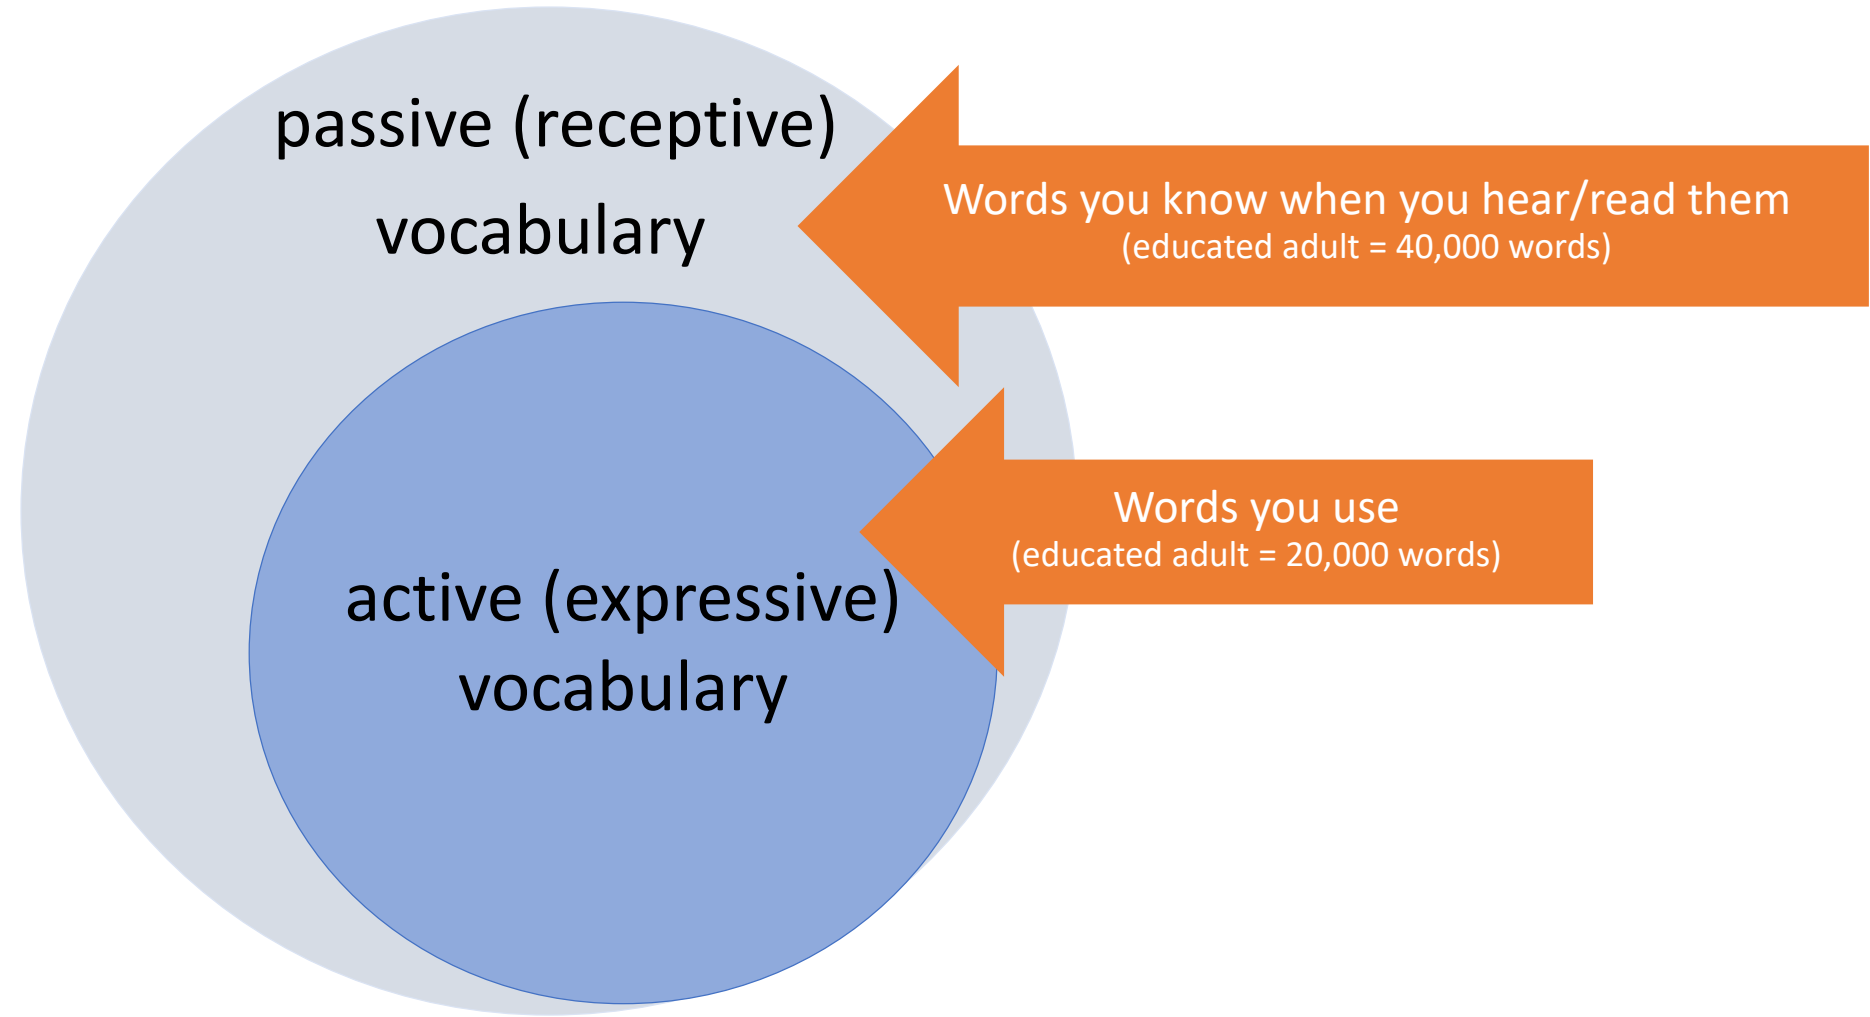 passive (receptive)
vocabulary
Words you know when you hear/read them
(educated adult = 40,000 words)
Words you use
(educated adult = 20,000 words)
active (expressive)
vocabulary